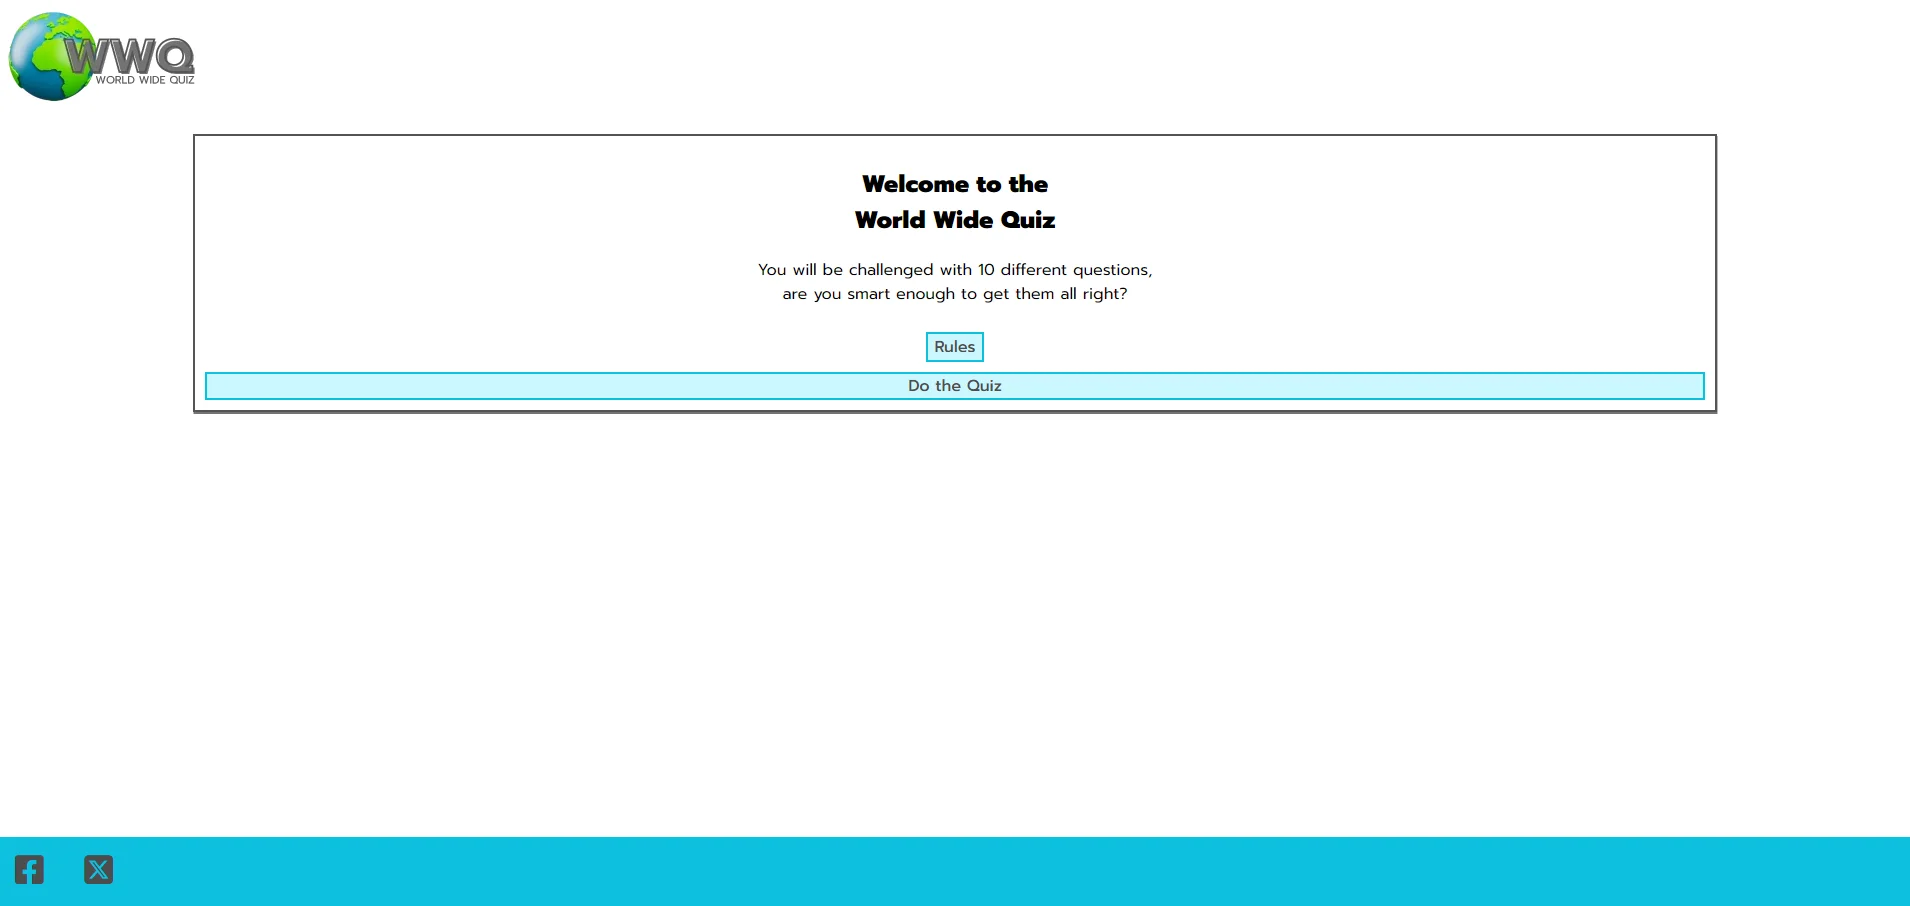 WWQ
WORLD WIDE QUIZ
Welcome to the
World Wide Quiz
You will be challenged with 10 different questions,
are you smart enough to get them all right?
Rules
Do the Quiz